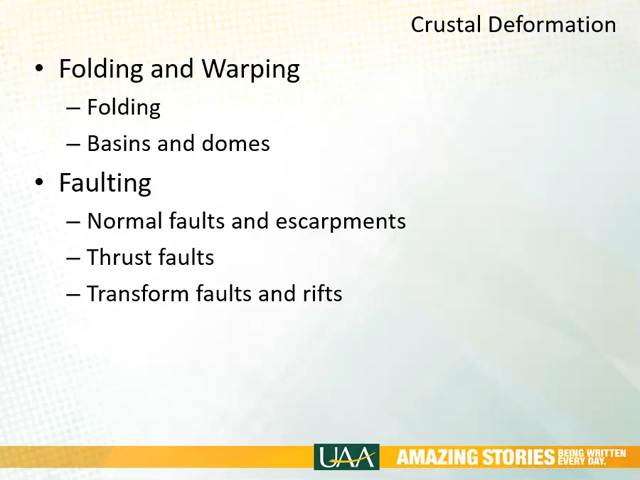 Crustal Deformation
• Folding and Warping
– Folding
– Basins and domes
• Faulting
– Normal faults and escarpments
– Thrust faults
– Transform faults and rifts
UAA AMAZING STORIES BEING WRITTEN EVERY DAY.